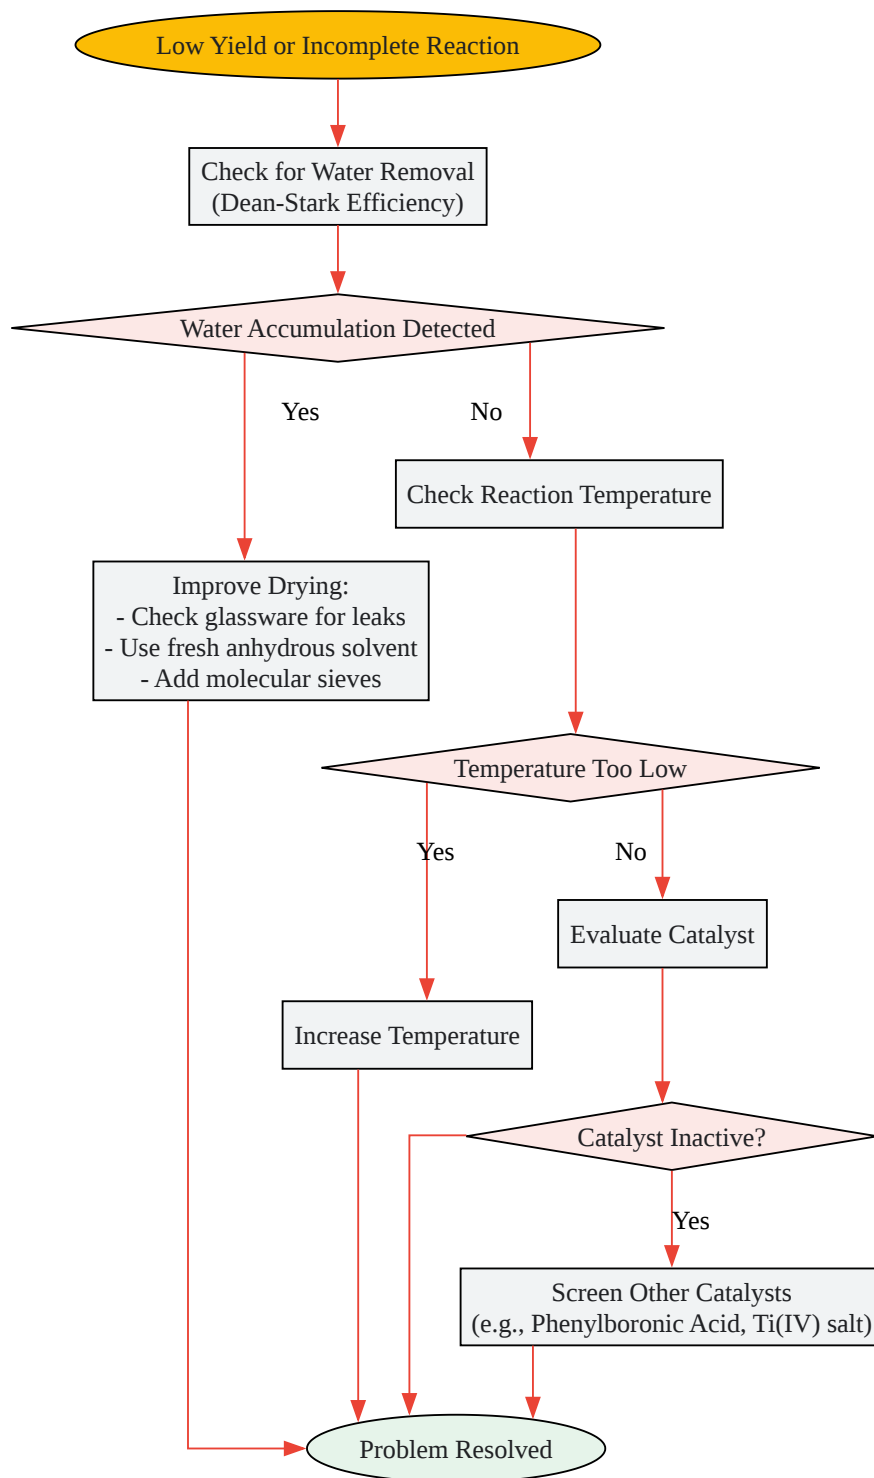 Low Yield or Incomplete Reaction
Check for Water Removal
(Dean-Stark Efficiency)
Water Accumulation Detected
Yes
No
Check Reaction Temperature
Improve Drying:
- Check glassware for leaks
- Use fresh anhydrous solvent
- Add molecular sieves
Temperature Too Low
Yes
No
Evaluate Catalyst
Increase Temperature
Catalyst Inactive?
Yes
Screen Other Catalysts
(e.g., Phenylboronic Acid, Ti(IV) salt)
Problem Resolved